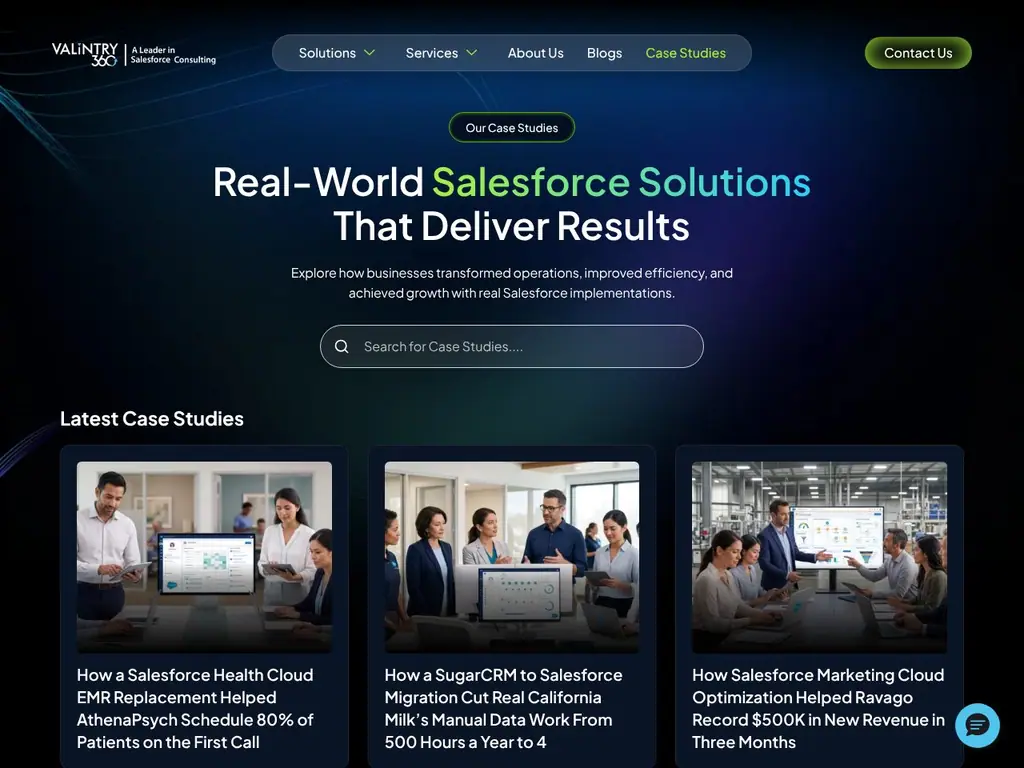 VALiNTRY
360
A Leader in
Salesforce Consulting
Solutions
Services
About Us
Blogs
Case Studies
Contact Us
Our Case Studies
Real-World Salesforce Solutions
That Deliver Results
Explore how businesses transformed operations, improved efficiency, and
achieved growth with real Salesforce implementations.
Search for Case Studies....
Latest Case Studies
How a Salesforce Health Cloud
EMR Replacement Helped
AthenaPsych Schedule 80% of
Patients on the First Call
How a SugarCRM to Salesforce
Migration Cut Real California
Milk's Manual Data Work From
500 Hours a Year to 4
How Salesforce Marketing Cloud
Optimization Helped Ravago
Record $500K in New Revenue in
Three Months